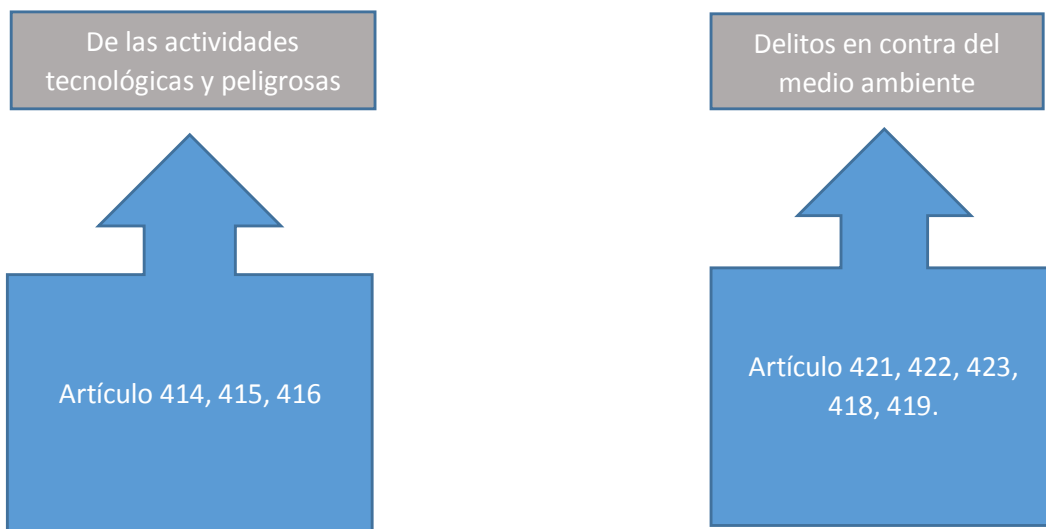 De las actividades
tecnológicas y peligrosas
Delitos en contra del
medio ambiente
Artículo 414, 415, 416
Artículo 421, 422, 423,
418, 419.